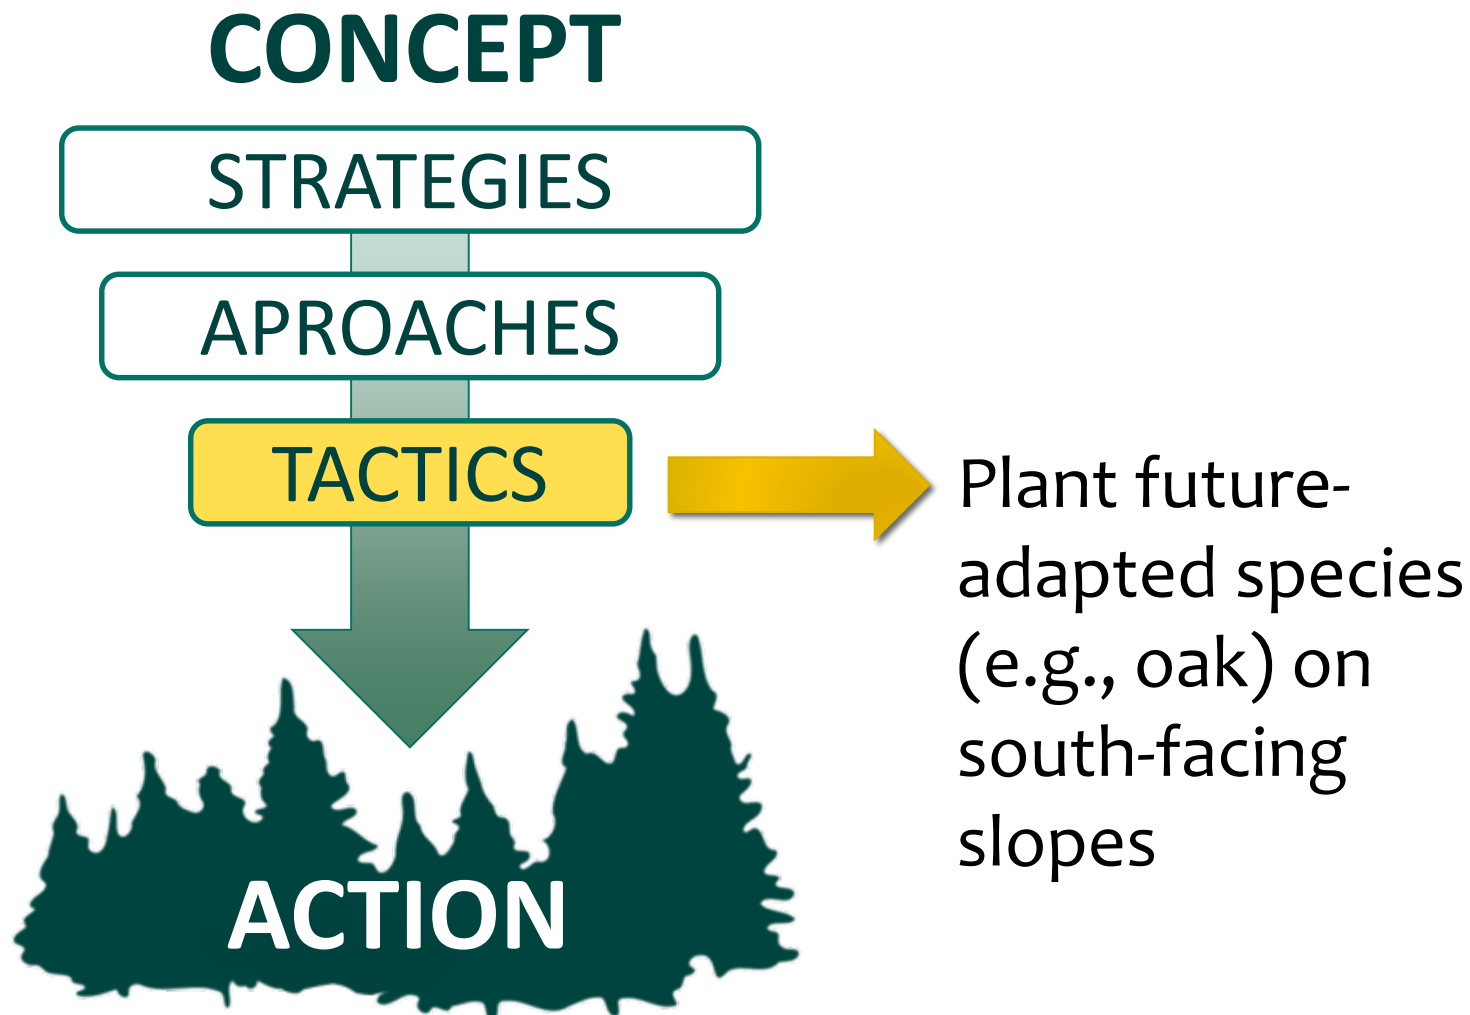 CONCEPT
STRATEGIES
APROACHES
TACTICS
Plant future-
adapted species
(e.g., oak) on
south-facing
slopes
ACTION